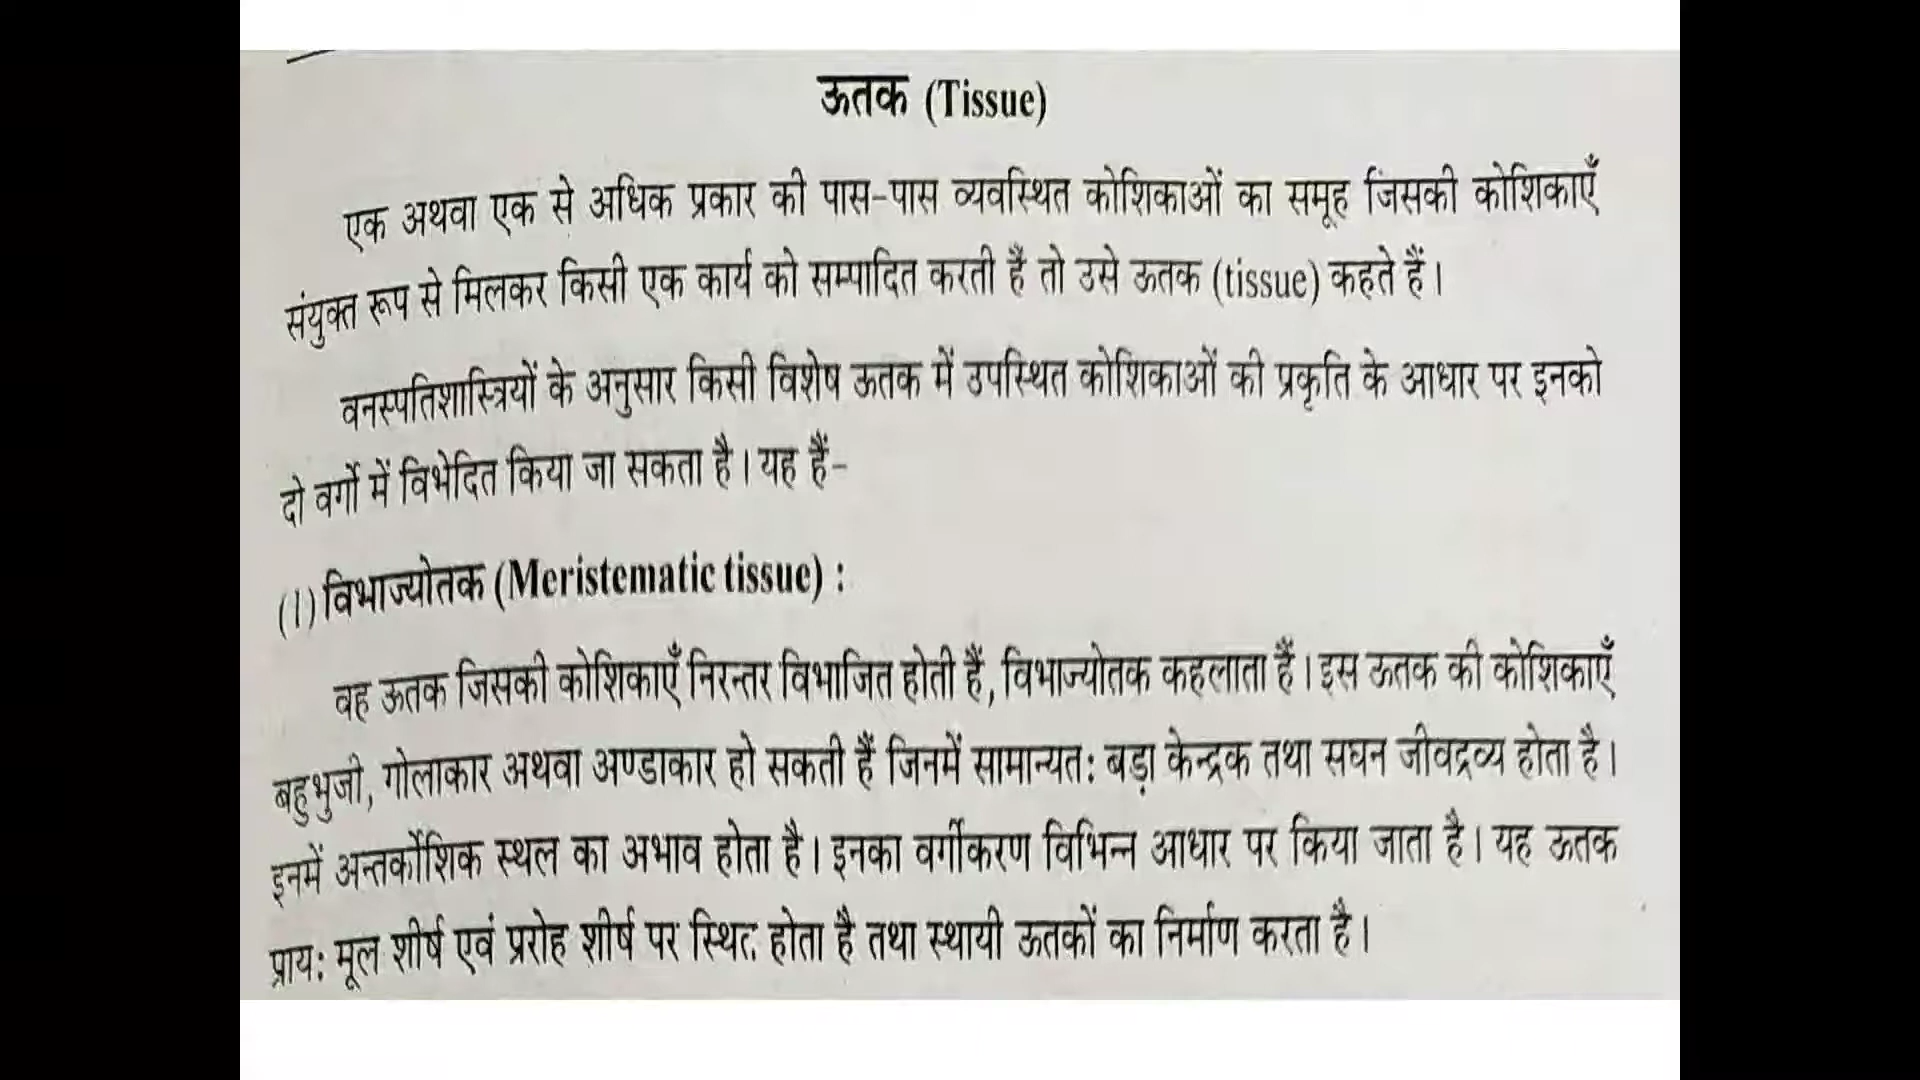 ऊतक (Tissue)
एक अथवा एक से अधिक प्रकार की पास-पास व्यवस्थित कोशिकाओं का समूह जिसकी कोशिकाएँ
संयुक्त रूप से मिलकर किसी एक कार्य को सम्पादित करती है तो उसे ऊतक (tissue) कहते हैं।
वनस्पतिशास्त्रियों के अनुसार किसी विशेष ऊतक में उपस्थित कोशिकाओं की प्रकृति के आधार पर इनको
दो वर्गो में विभेदित किया जा सकता है। यह हैं-
(1) विभाज्योतक (Meristematic tissue) :
वह ऊतक जिसकी कोशिकाएँ निरन्तर विभाजित होती हैं, विभाज्योतक कहलाता हैं। इस ऊतक की कोशिकाएँ
बहुभुजी, गोलाकार अथवा अण्डाकार हो सकती हैं जिनमें सामान्यत: बड़ा केन्द्रक तथा सघन जीवद्रव्य होता है।
इनमें अन्तर्कोशिक स्थल का अभाव होता है। इनका वर्गीकरण विभिन्न आधार पर किया जाता है। यह ऊतक
प्राय: मूल शीर्ष एवं प्ररोह शीर्ष पर स्थित होता है तथा स्थायी ऊतकों का निर्माण करता है।